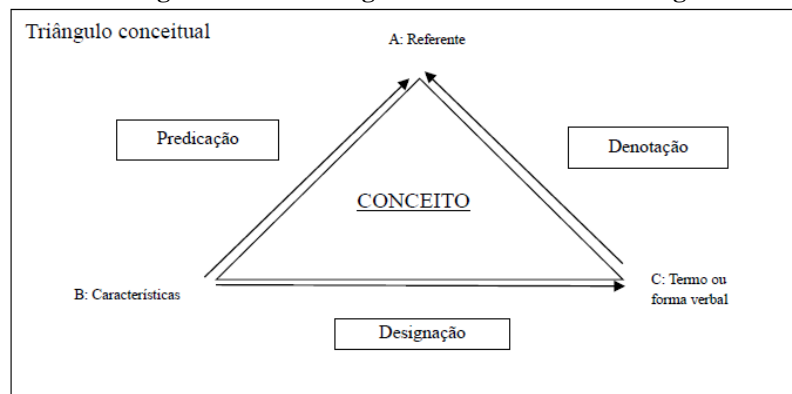 Triângulo conceitual
A: Referente
Predicação
Denotação
CONCEITO
B: Características
C: Termo ou
forma verbal
Designação